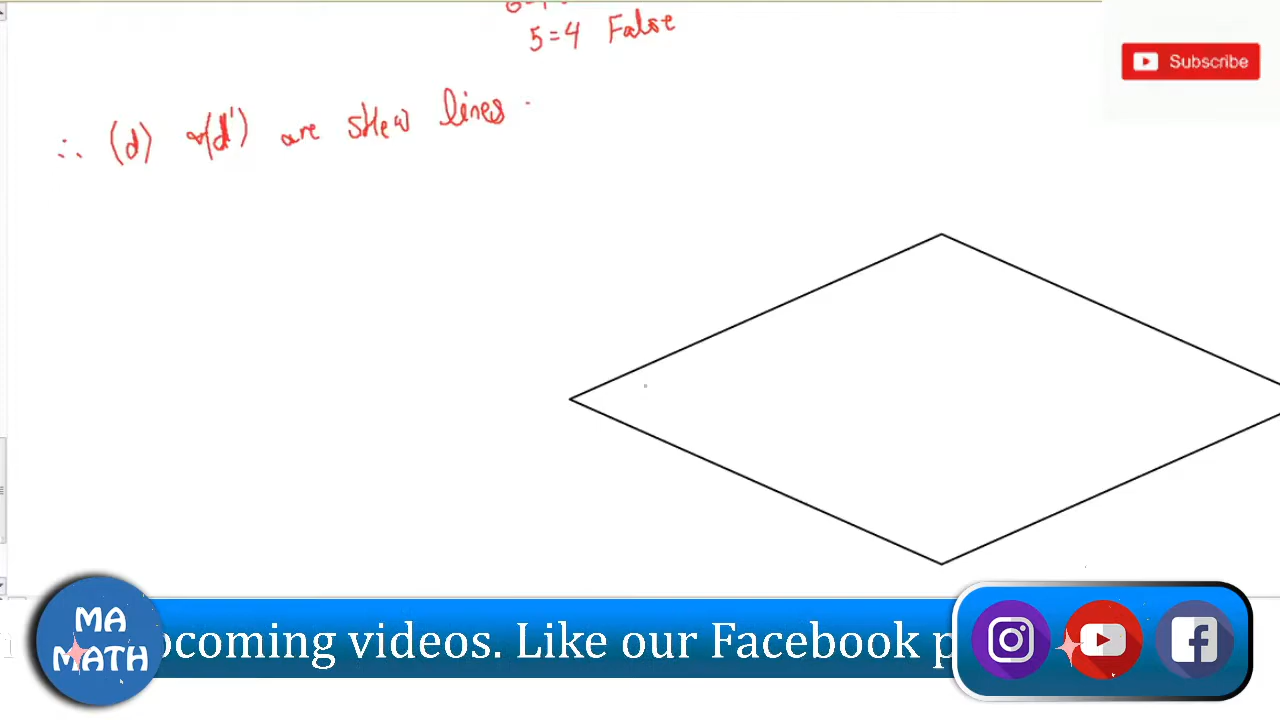 5=4 False
Subscribe
∴ (d) & (d') are skew lines.
MA
MATH
pcoming videos. Like our Facebook p